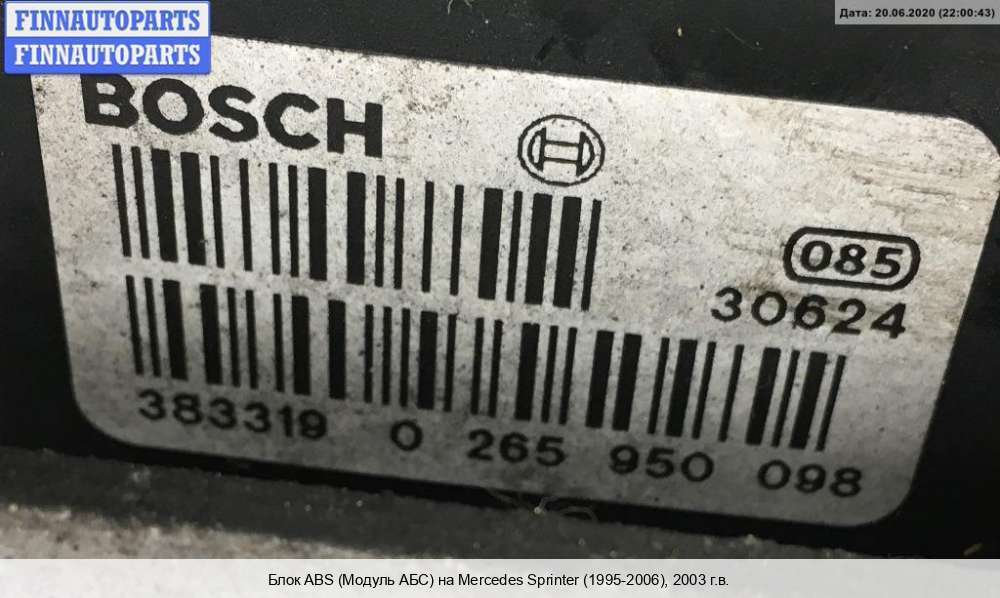 FINNAUTOPARTS
FINNAUTOPARTS
Дата: 20.06.2020 (22:00:43)
BOSCH
085
30624
383319 0 265 950 098
Блок ABS (Модуль АБС) на Mercedes Sprinter (1995-2006), 2003 г.в.